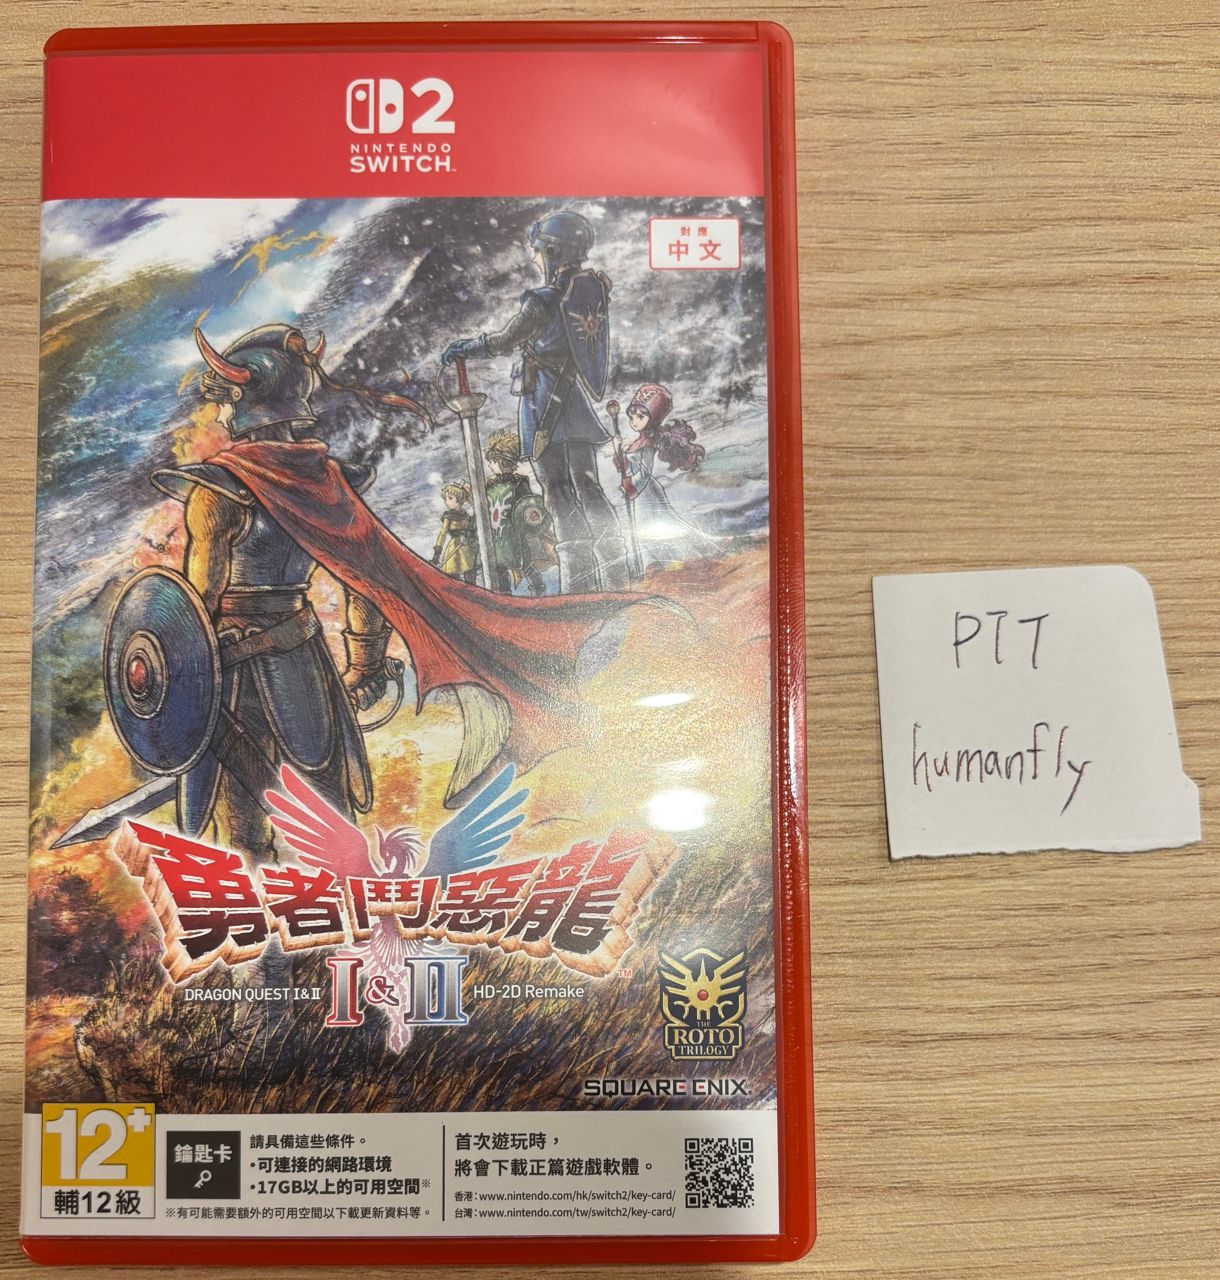 2
NINTENDO
SWITCH™
對應
中文
勇者鬥惡龍™
DRAGON QUEST I&II
I&II
HD-2D Remake
THE
ROTO
TRILOGY
SQUARE ENIX®
12+
輔12級
鑰匙卡
請具備這些條件。
•可連接的網路環境
•17GB以上的可用空間※
※有可能需要額外的可用空間以下載更新資料等。
首次遊玩時，
將會下載正篇遊戲軟體。
香港：www.nintendo.com/hk/switch2/key-card/
台灣：www.nintendo.com/tw/switch2/key-card/
PTT
humanfly